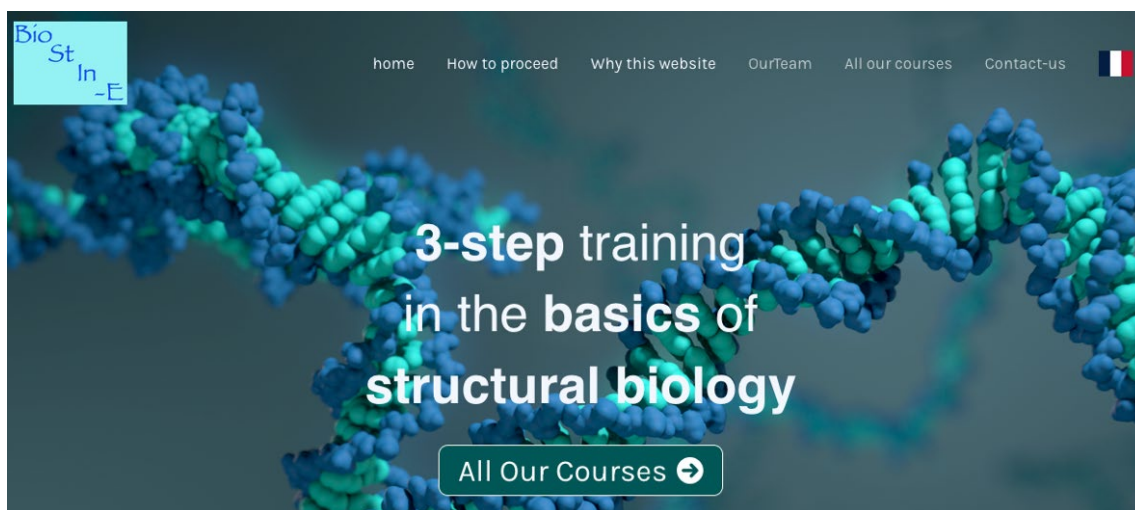 Bio
St
In
-E
home How to proceed Why this website OurTeam All our courses Contact-us
3-step training
in the basics of
structural biology
All Our Courses